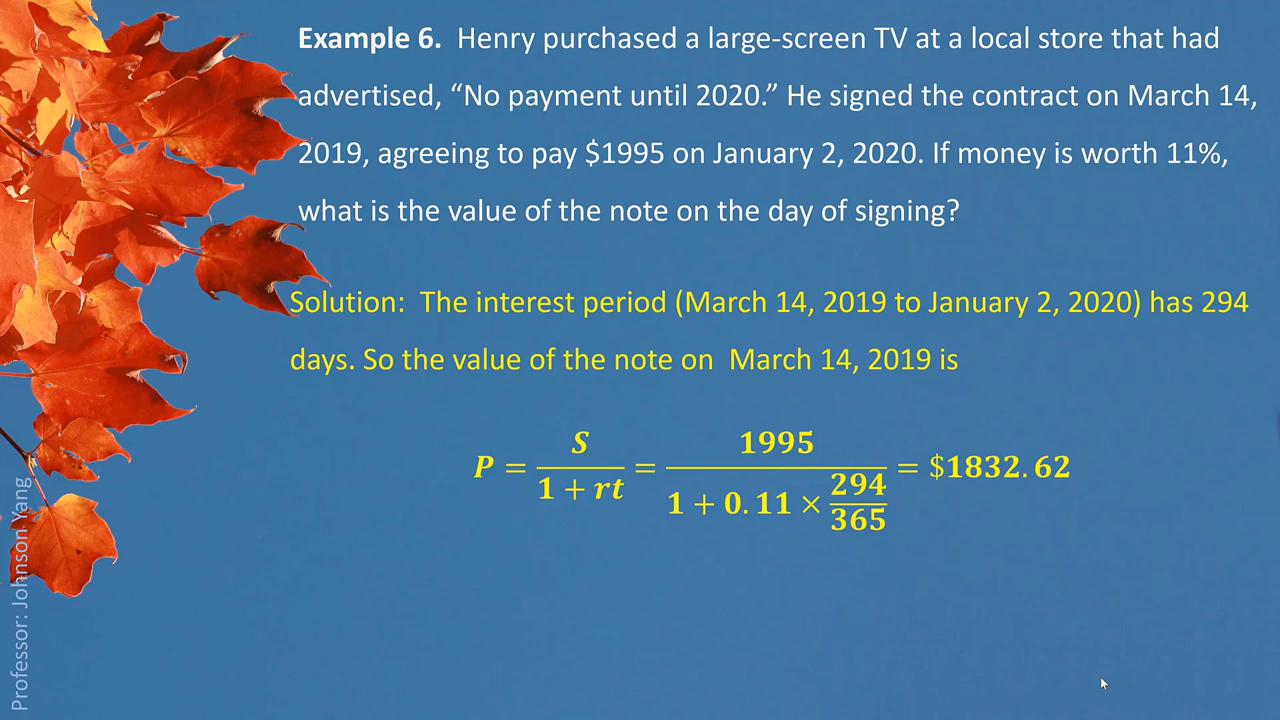 Example 6. Henry purchased a large-screen TV at a local store that had
advertised, “No payment until 2020.” He signed the contract on March 14,
2019, agreeing to pay $1995 on January 2, 2020. If money is worth 11%,
what is the value of the note on the day of signing?
Solution: The interest period (March 14, 2019 to January 2, 2020) has 294
days. So the value of the note on March 14, 2019 is
P = S / (1 + rt) = 1995 / (1 + 0.11 × 294/365) = $1832.62
Professor: Johnson Yang